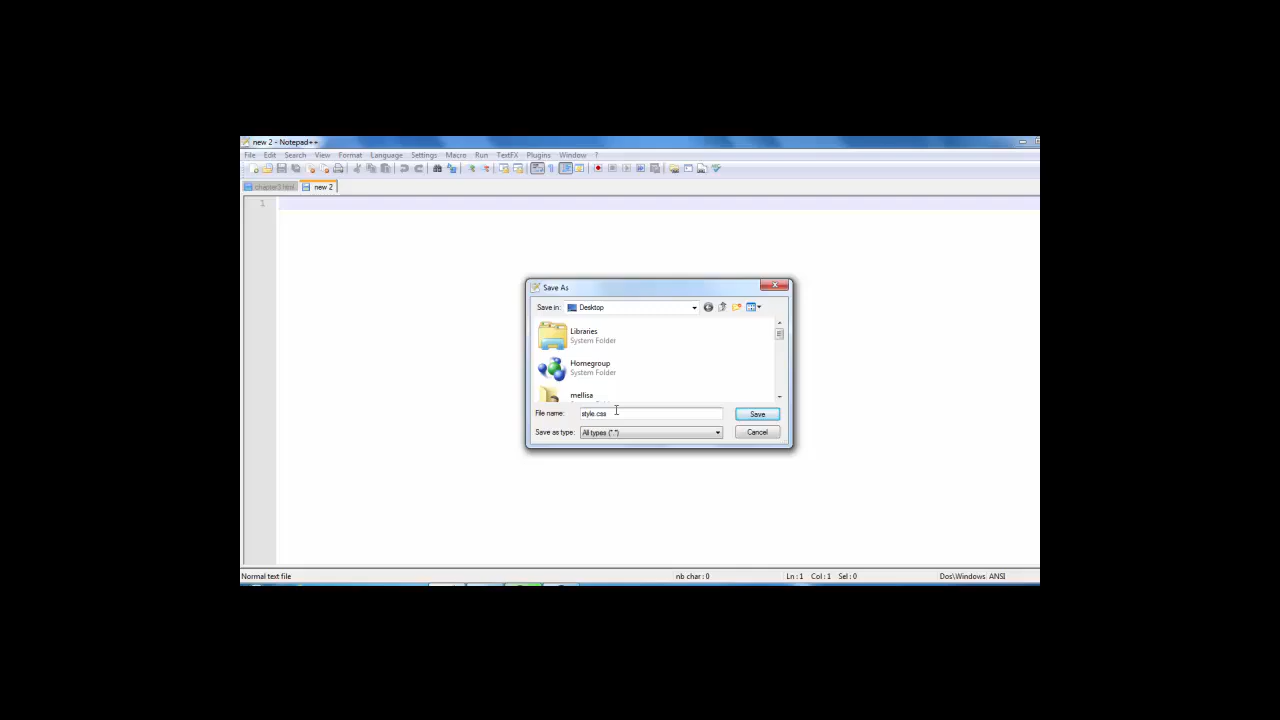 new 2 - Notepad++
File Edit Search View Format Language Settings Macro Run TextFX Plugins Window ?
chapter3.html new 2
1
Save As
Save in: Desktop
Libraries
System Folder
Homegroup
System Folder
mellisa
File name: style.css Save
Save as type: All types (*.*) Cancel
Normal text file nb char : 0 Ln : 1 Col : 1 Sel : 0 Dos\Windows ANSI